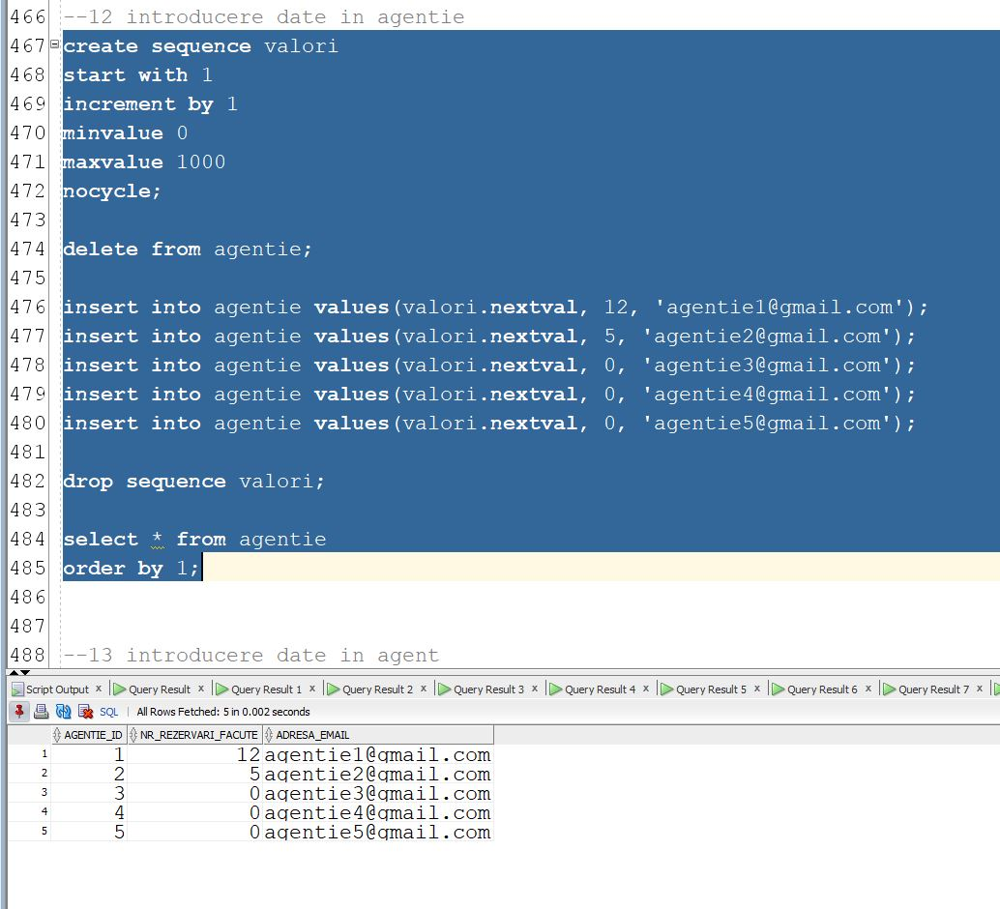 466 --12 introducere date in agentie
467 create sequence valori
468 start with 1
469 increment by 1
470 minvalue 0
471 maxvalue 1000
472 nocycle;
473
474 delete from agentie;
475
476 insert into agentie values(valori.nextval, 12, 'agentie1@gmail.com');
477 insert into agentie values(valori.nextval, 5, 'agentie2@gmail.com');
478 insert into agentie values(valori.nextval, 0, 'agentie3@gmail.com');
479 insert into agentie values(valori.nextval, 0, 'agentie4@gmail.com');
480 insert into agentie values(valori.nextval, 0, 'agentie5@gmail.com');
481
482 drop sequence valori;
483
484 select * from agentie
485 order by 1;
486
487
488 --13 introducere date in agent
Script Output x Query Result x Query Result 1 x Query Result 2 x Query Result 3 x Query Result 4 x Query Result 5 x Query Result 6 x Query Result 7 x
SQL | All Rows Fetched: 5 in 0.002 seconds
AGENTIE_ID NR_REZERVARI_FACUTE ADRESA_EMAIL
1 1 12 agentie1@gmail.com
2 2 5 agentie2@gmail.com
3 3 0 agentie3@gmail.com
4 4 0 agentie4@gmail.com
5 5 0 agentie5@gmail.com